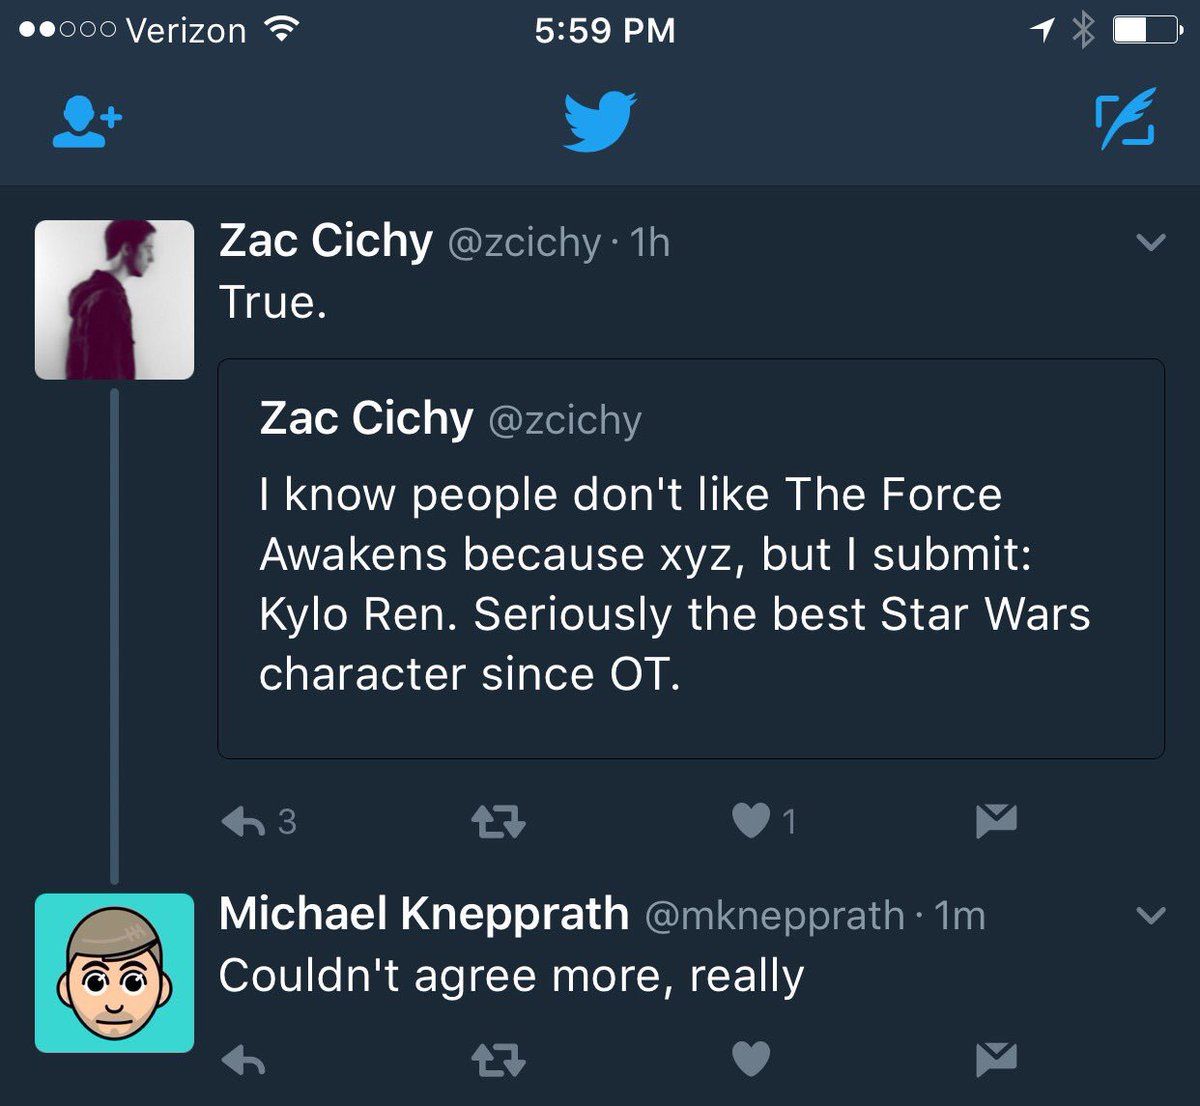 Verizon 5:59 PM
Zac Cichy @zcichy · 1h
True.
Zac Cichy @zcichy
I know people don't like The Force
Awakens because xyz, but I submit:
Kylo Ren. Seriously the best Star Wars
character since OT.
3 1
Michael Knepprath @mknepprath · 1m
Couldn't agree more, really